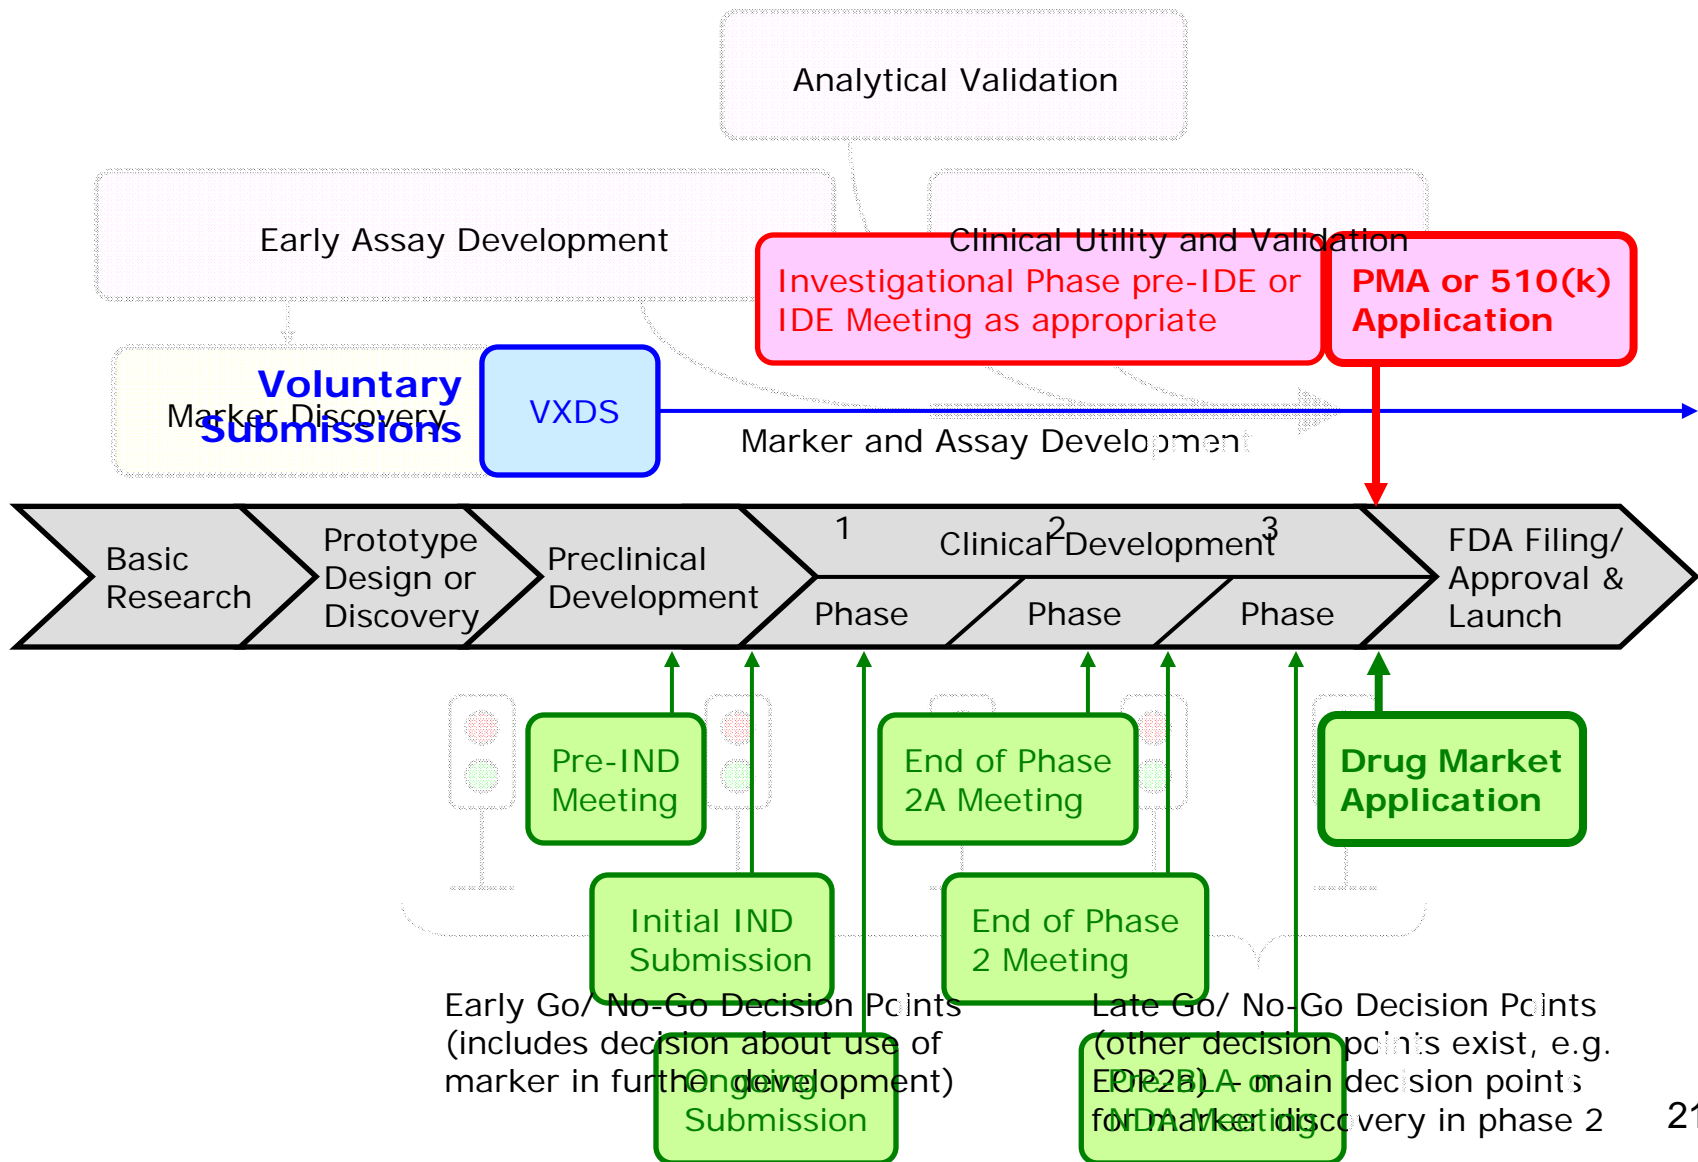 Analytical Validation
Early Assay Development
Clinical Utility and Validation
Investigational Phase pre-IDE or
IDE Meeting as appropriate
PMA or 510(k)
Application
Voluntary
Submissions
Marker Discovery
VXDS
Marker and Assay Development
Basic
Research
Prototype
Design or
Discovery
Preclinical
Development
1
2
3
Clinical Development
Phase
Phase
Phase
FDA Filing/
Approval &
Launch
Pre-IND
Meeting
End of Phase
2A Meeting
Drug Market
Application
Initial IND
Submission
End of Phase
2 Meeting
Early Go/ No-Go Decision Points
(includes decision about use of
marker in further development)
Ongoing
Submission
Late Go/ No-Go Decision Points
(other decision points exist, e.g.
EOP2a) – main decision points
for marker discovery in phase 2
Pre-BLA or
NDA Meeting
21